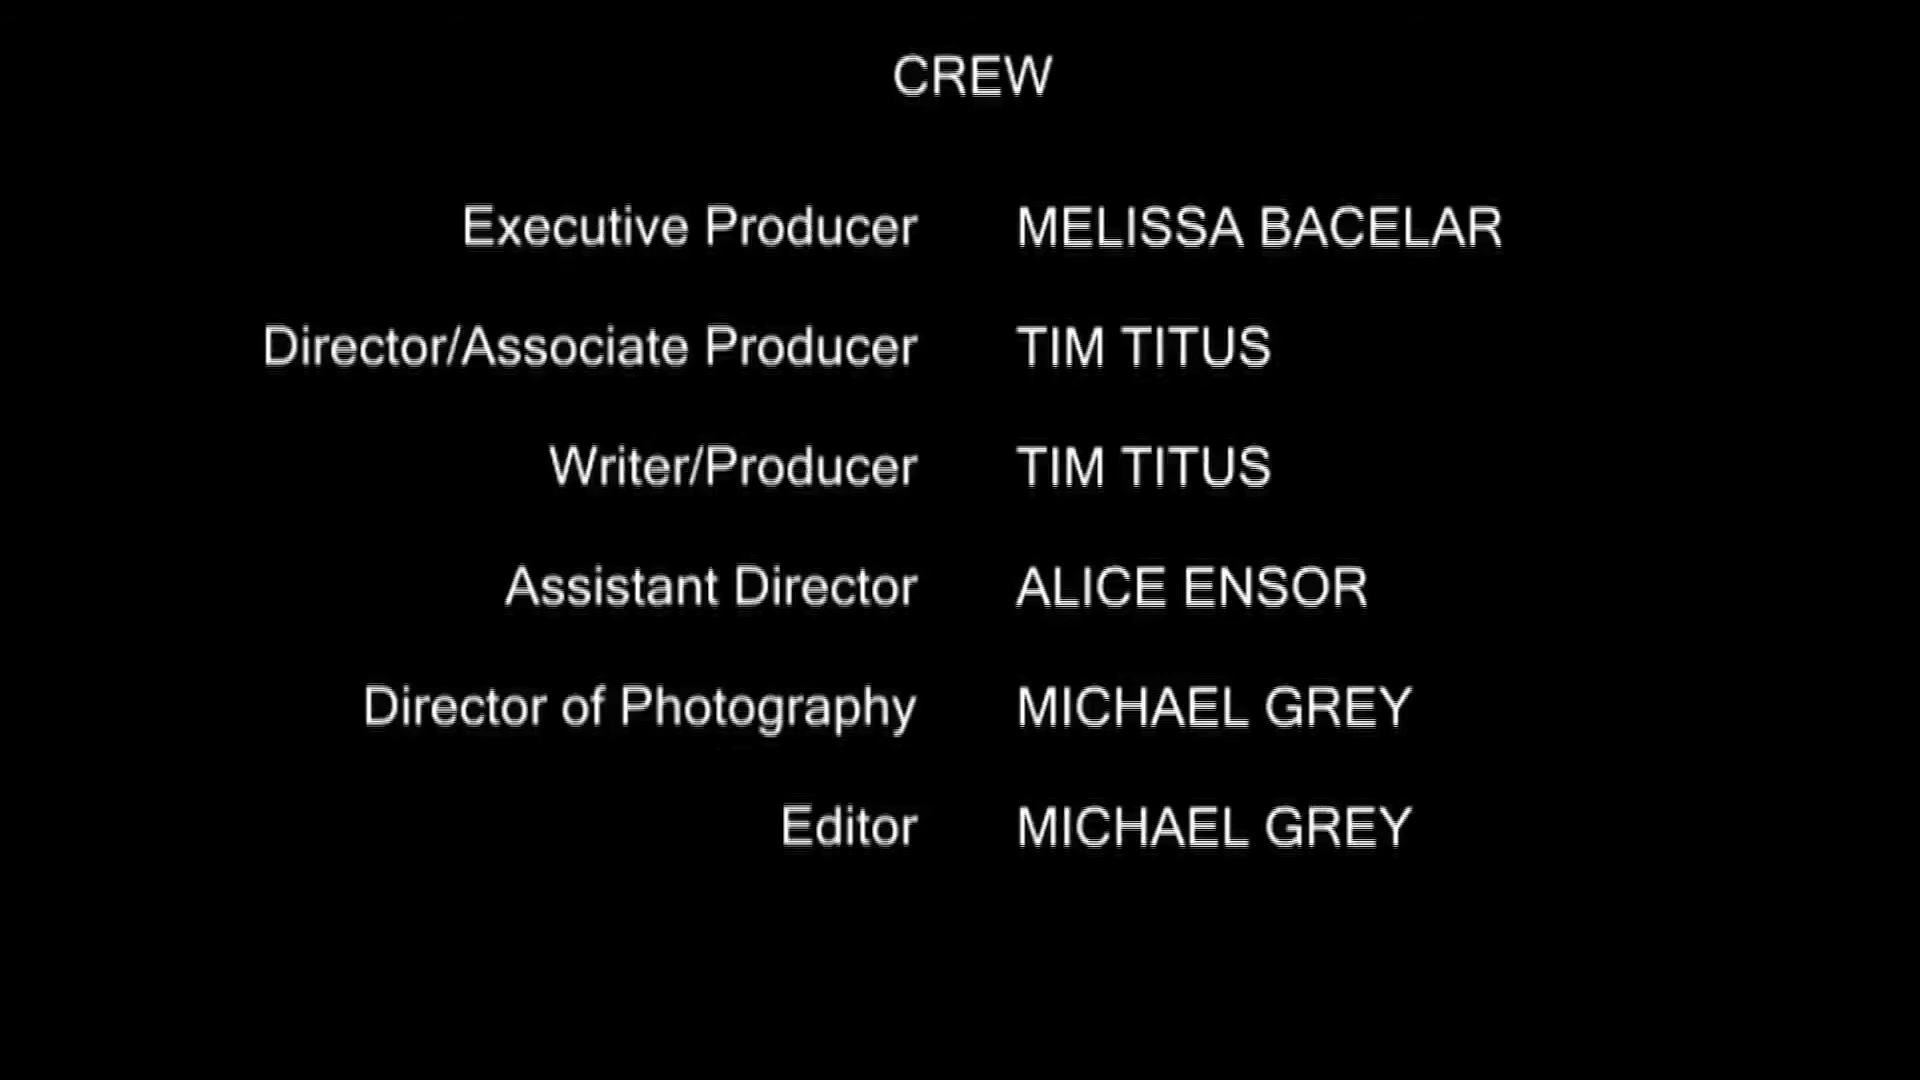 CREW
Executive Producer MELISSA BACELAR
Director/Associate Producer TIM TITUS
Writer/Producer TIM TITUS
Assistant Director ALICE ENSOR
Director of Photography MICHAEL GREY
Editor MICHAEL GREY